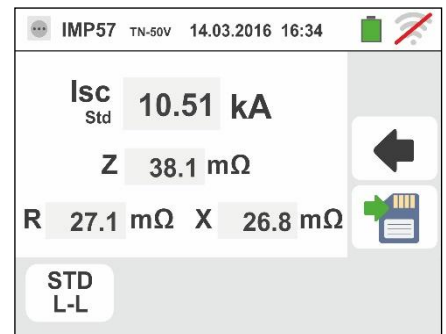 IMP57 TN-50V 14.03.2016 16:34
Isc 10.51 kA
Std
Z 38.1 mΩ
R 27.1 mΩ X 26.8 mΩ
STD
L-L